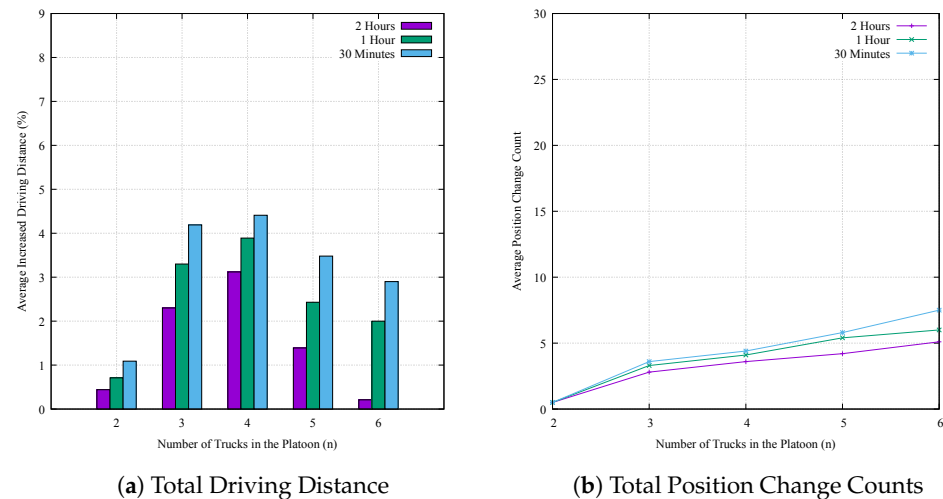 9
8
7
6
5
4
3
2
1
0
2 3 4 5 6
Average Increased Driving Distance (%)
Number of Trucks in the Platoon (n)
2 Hours
1 Hour
30 Minutes
(a) Total Driving Distance
30
25
20
15
10
5
0
2 3 4 5 6
Average Position Change Count
Number of Trucks in the Platoon (n)
2 Hours
1 Hour
30 Minutes
(b) Total Position Change Counts